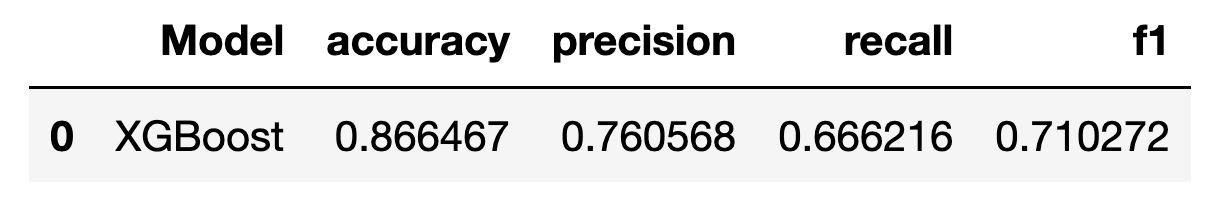 Model accuracy precision recall f1
0 XGBoost 0.866467 0.760568 0.666216 0.710272